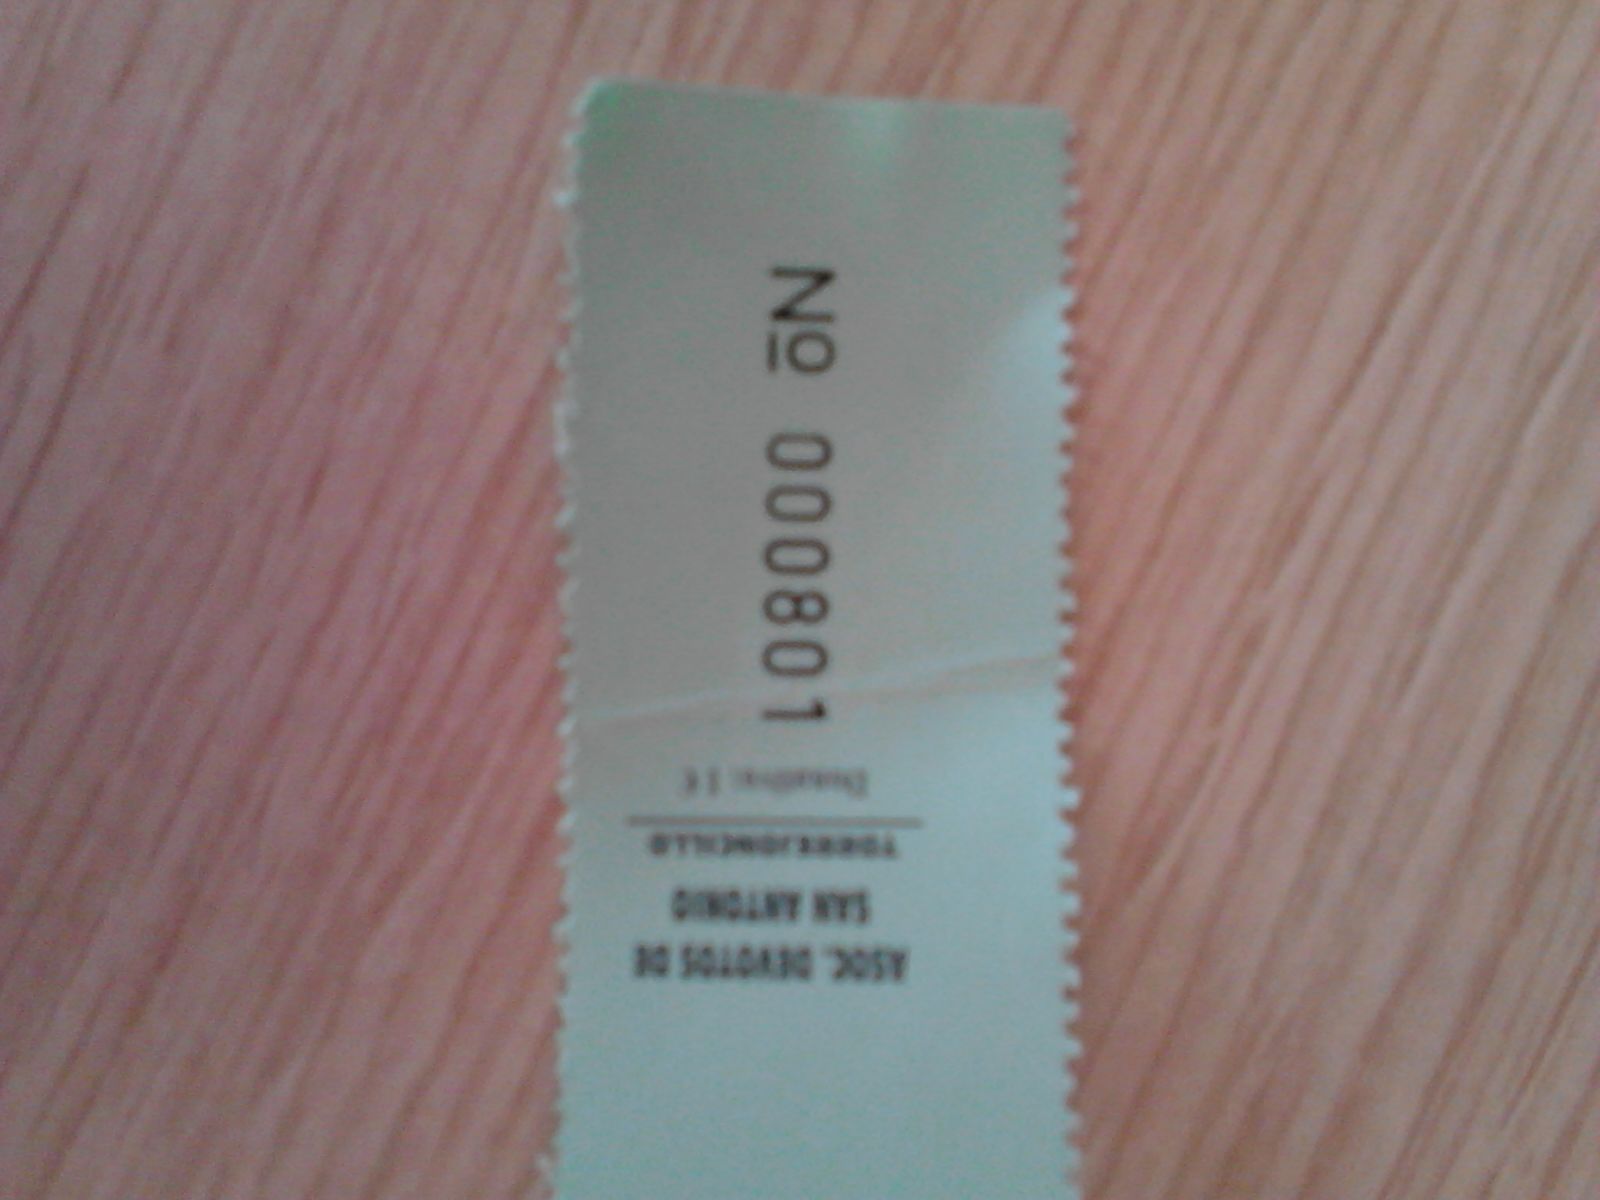 ASOC. DEVOTOS DE
SAN ANTONIO
TORREJONCILLO
Donativo: 1 €
Nº 000801